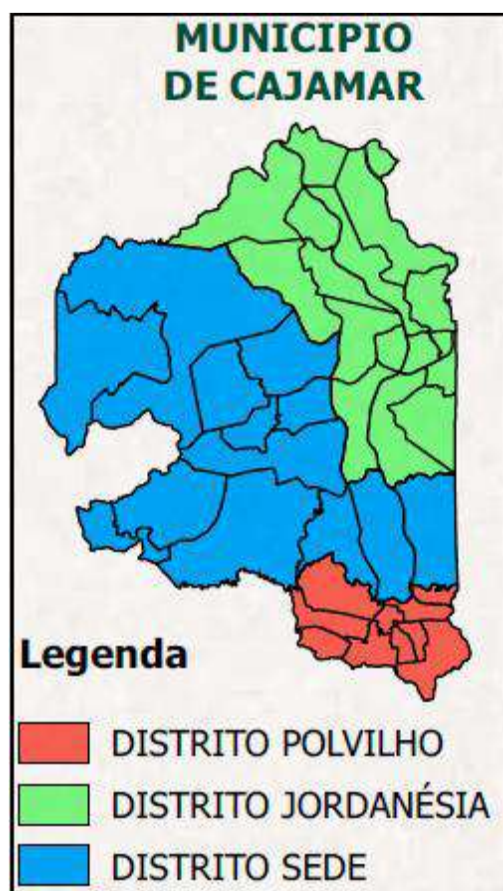 MUNICIPIO
DE CAJAMAR
Legenda
DISTRITO POLVILHO
DISTRITO JORDANÉSIA
DISTRITO SEDE